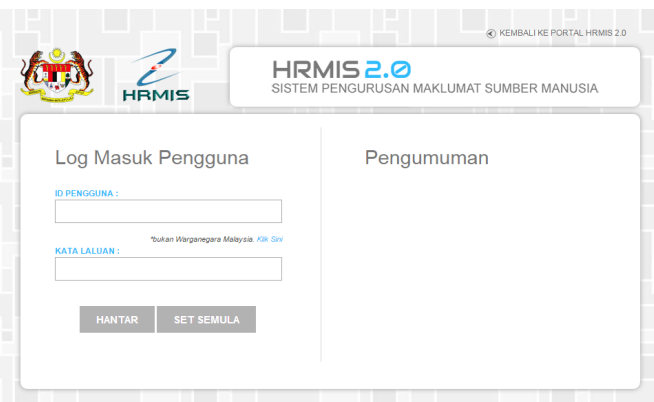 KEMBALI KE PORTAL HRMIS 2.0
HRMIS
HRMIS 2.0
SISTEM PENGURUSAN MAKLUMAT SUMBER MANUSIA
Log Masuk Pengguna
ID PENGGUNA :
*bukan Warganegara Malaysia. Klik Sini
KATA LALUAN :
HANTAR
SET SEMULA
Pengumuman